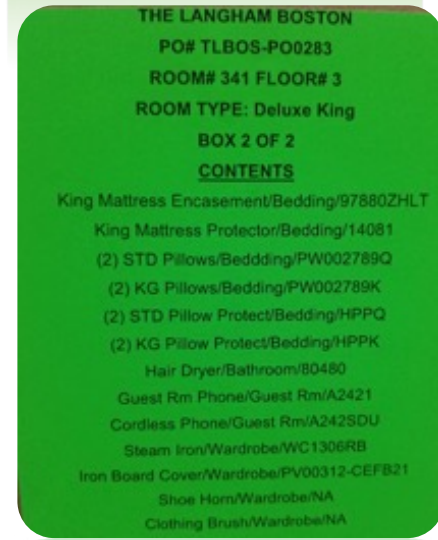 THE LANGHAM BOSTON
PO# TLBOS-PO0283
ROOM# 341 FLOOR# 3
ROOM TYPE: Deluxe King
BOX 2 OF 2
CONTENTS
King Mattress Encasement/Bedding/97880ZHLT
King Mattress Protector/Bedding/14081
(2) STD Pillows/Beddding/PW002789Q
(2) KG Pillows/Bedding/PW002789K
(2) STD Pillow Protect/Bedding/HPPQ
(2) KG Pillow Protect/Bedding/HPPK
Hair Dryer/Bathroom/80480
Guest Rm Phone/Guest Rm/A2421
Cordless Phone/Guest Rm/A242SDU
Steam Iron/Wardrobe/WC1306RB
Iron Board Cover/Wardrobe/PV00312-CEFB21
Shoe Horn/Wardrobe/NA
Clothing Brush/Wardrobe/NA